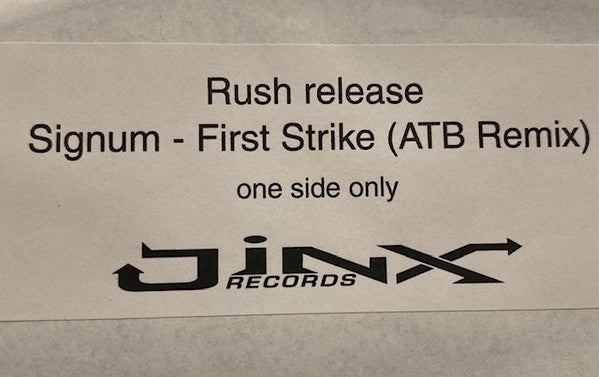 Rush release
Signum - First Strike (ATB Remix)
one side only
JiNX
RECORDS